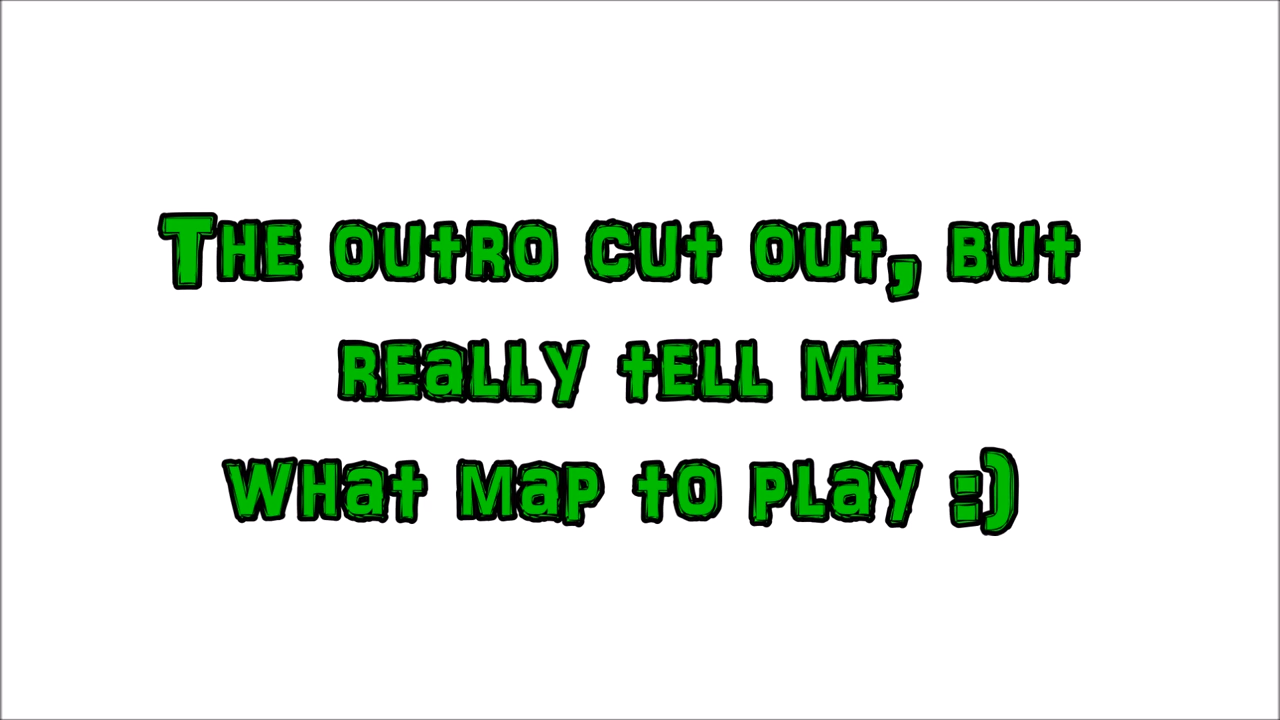 The outro cut out, but
really tell me
what map to play :)